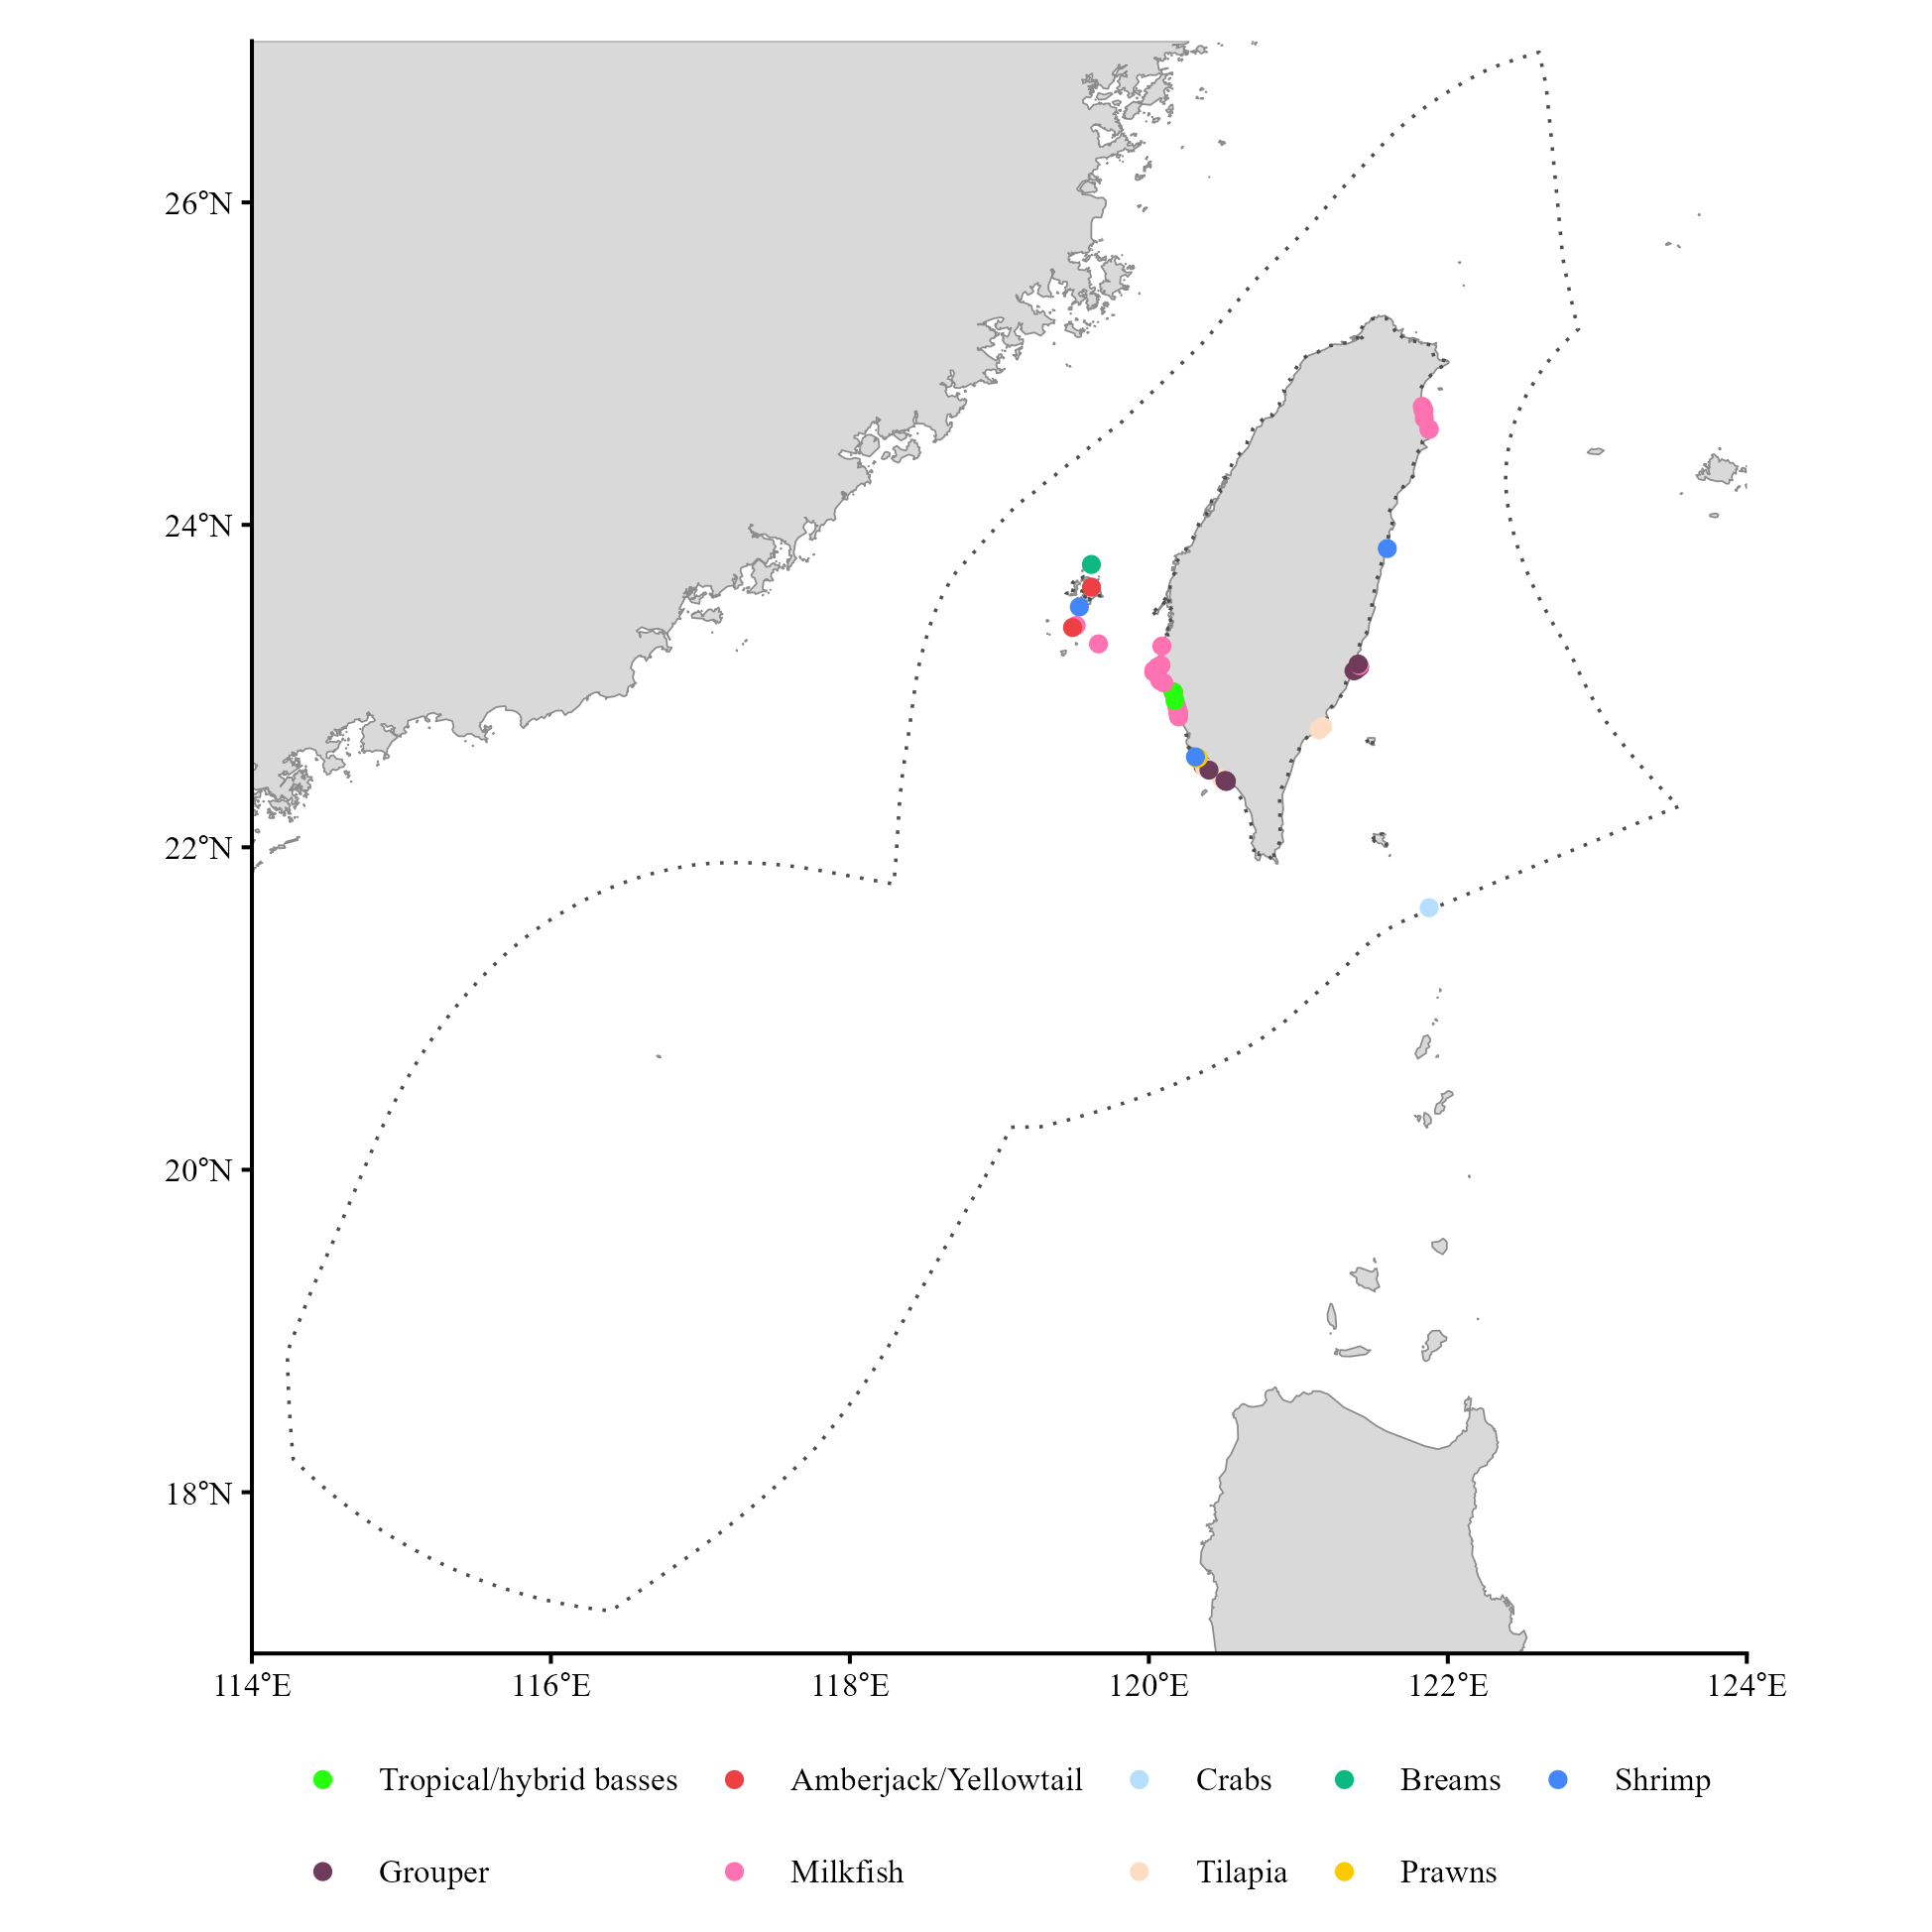 26°N
24°N
22°N
20°N
18°N
114°E 116°E 118°E 120°E 122°E 124°E
Tropical/hybrid basses Amberjack/Yellowtail Crabs Breams Shrimp
Grouper Milkfish Tilapia Prawns